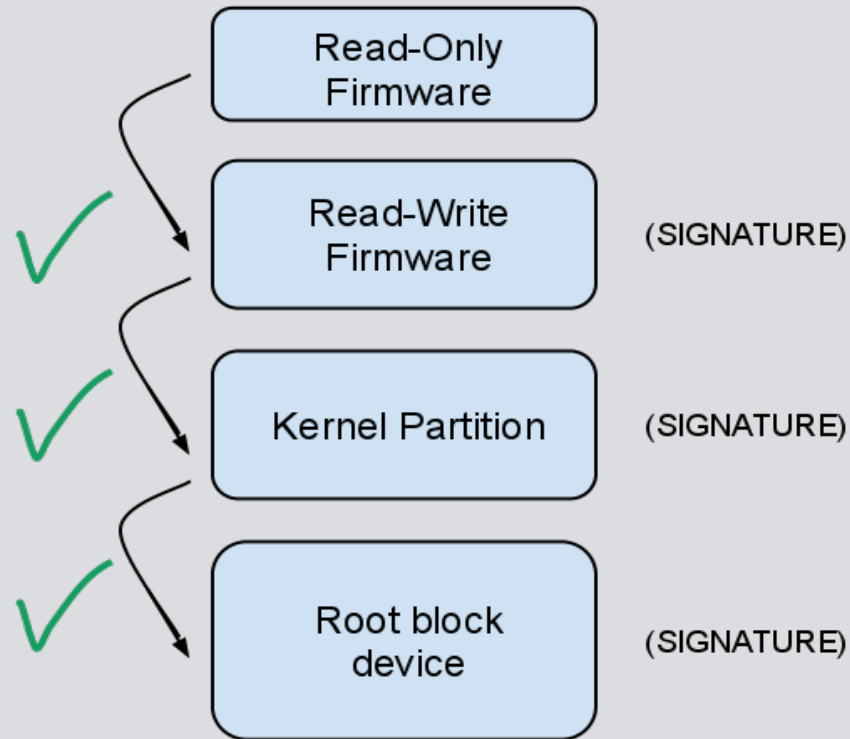 Read-Only
Firmware
Read-Write
Firmware
(SIGNATURE)
Kernel Partition
(SIGNATURE)
Root block
device
(SIGNATURE)